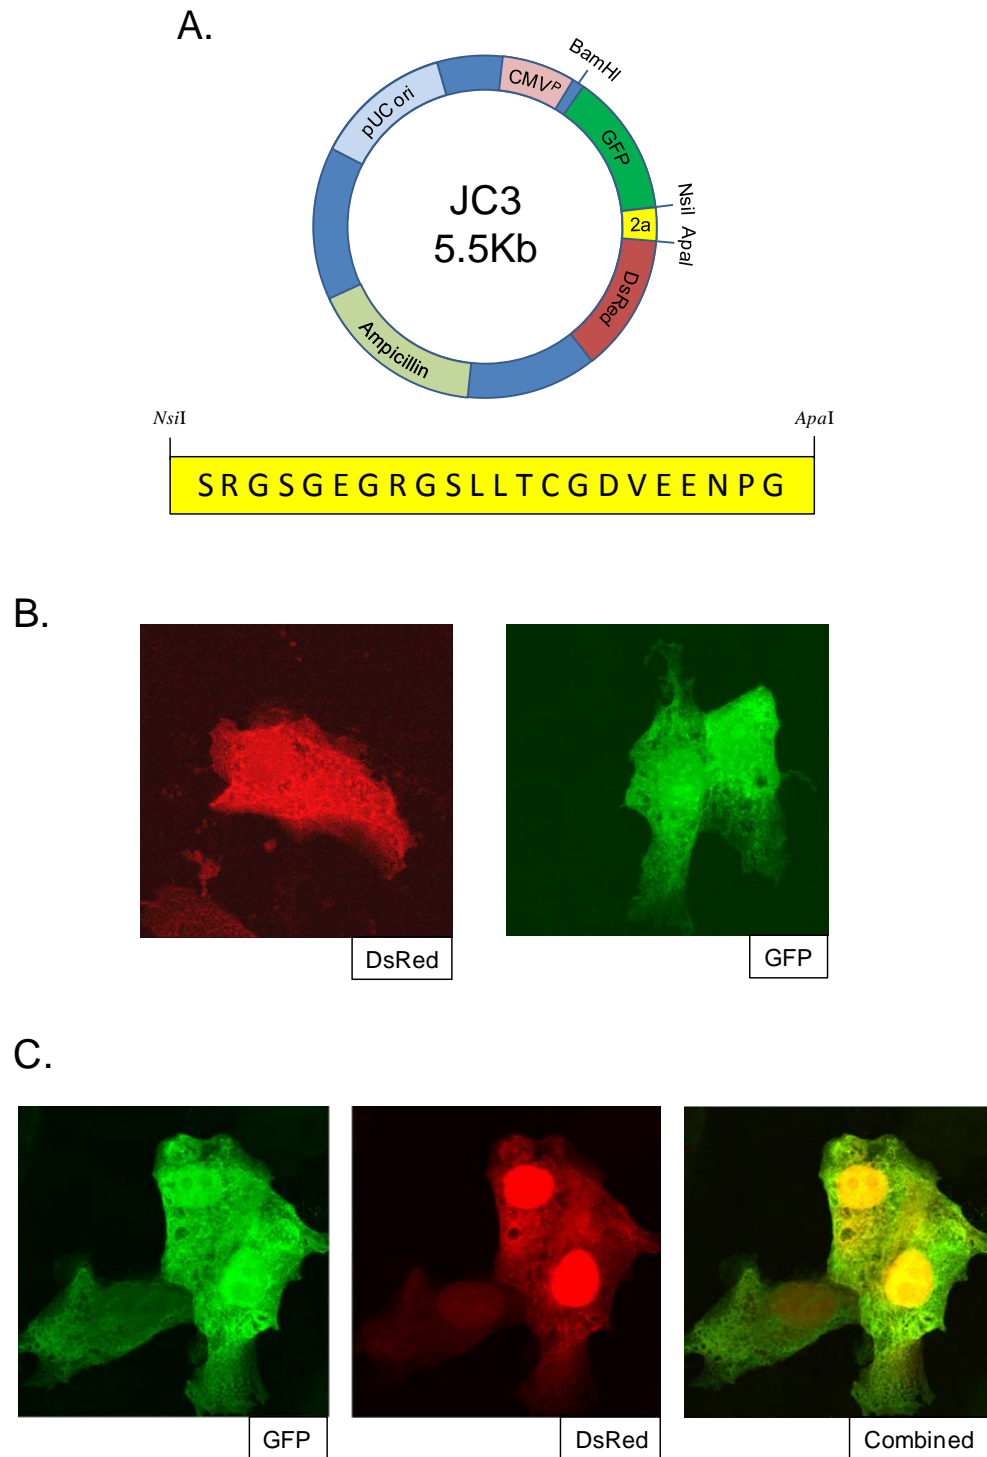 A.
BamHI
CMVP
pUC ori
GFP
JC3
5.5Kb
NsiI
2a
ApaI
DsRed
Ampicillin
NsiI
ApaI
SRGSGEGRGSLLTCGDVEENPG
B.
DsRed
GFP
C.
GFP
DsRed
Combined